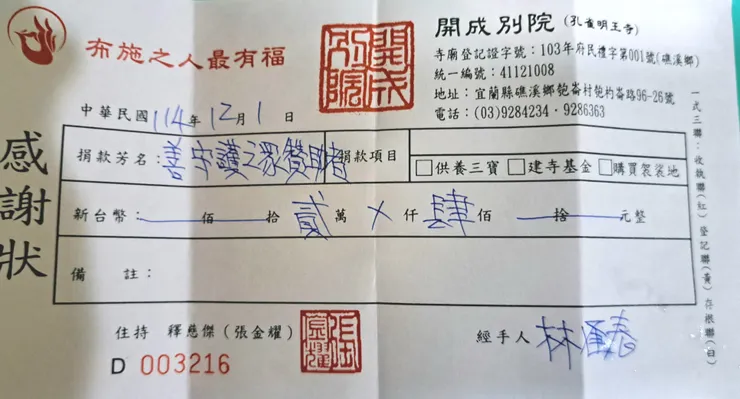 布施之人最有福
開成別院
開成別院 (孔雀明王寺)
寺廟登記證字號：103年府民禮字第001號(礁溪鄉)
統一編號：41121008
地址：宜蘭縣礁溪鄉匏崙村匏杓崙路96-26號
電話：(03)9284234．9286363
中華民國 114 年 12 月 1 日
感謝狀
捐款芳名：善守護之家贊助者 捐款項目 □供養三寶 □建寺基金 □購買袈裟地
新台幣： 佰 拾 貳 萬 × 仟 肆 佰 拾 元整
備 註：
住持 釋應傑（張金耀）
經手人 林
D 003216
一式三聯：收執聯(紅) 登記聯(黃) 存根聯(白)